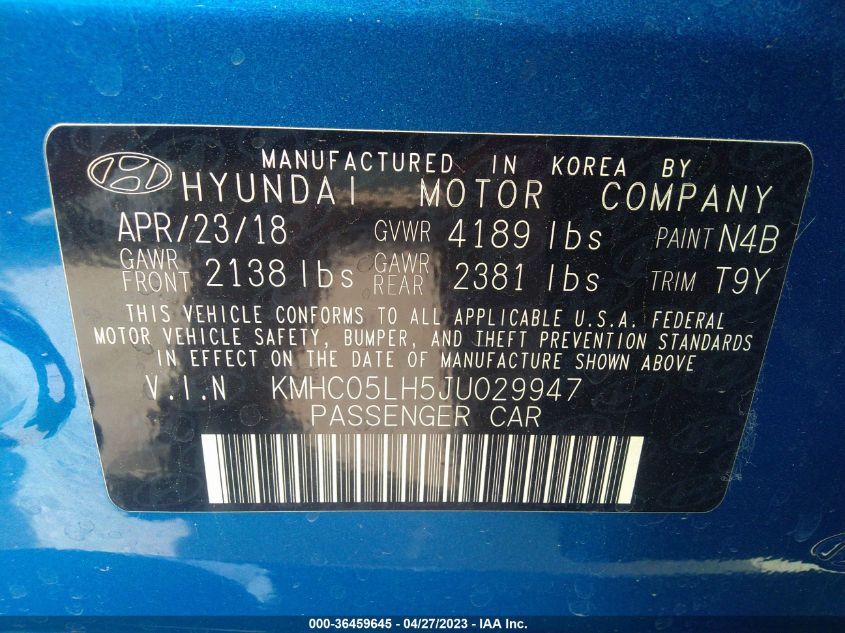 MANUFACTURED IN KOREA BY
HYUNDAI MOTOR COMPANY
APR/23/18 GVWR 4189 lbs PAINT N4B
GAWR FRONT 2138 lbs GAWR REAR 2381 lbs TRIM T9Y
THIS VEHICLE CONFORMS TO ALL APPLICABLE U.S.A. FEDERAL
MOTOR VEHICLE SAFETY, BUMPER, AND THEFT PREVENTION STANDARDS
IN EFFECT ON THE DATE OF MANUFACTURE SHOWN ABOVE
V.I.N KMHC05LH5JU029947
PASSENGER CAR
000-36459645 - 04/27/2023 - IAA Inc.